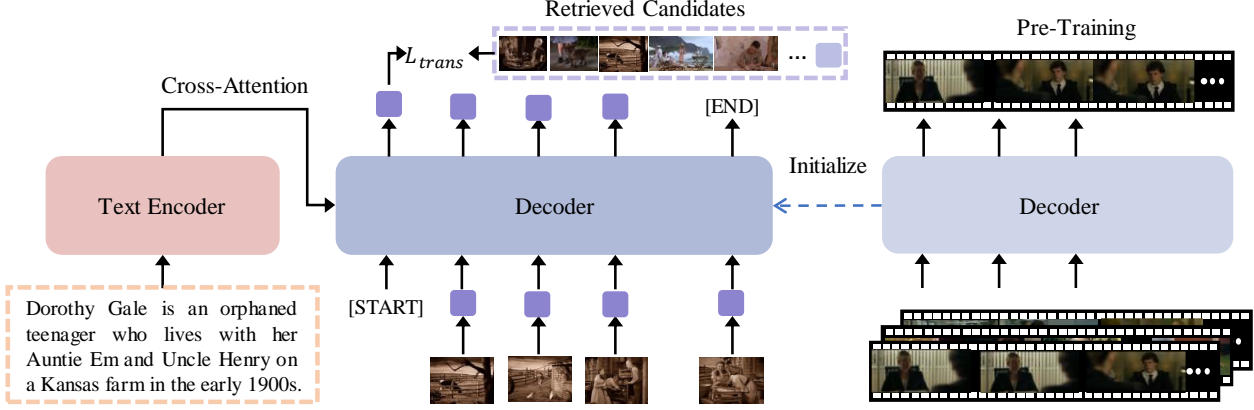 Retrieved Candidates
Pre-Training
L_trans
...
Cross-Attention
[END]
Initialize
Text Encoder
Decoder
Decoder
[START]
Dorothy Gale is an orphaned
teenager who lives with her
Auntie Em and Uncle Henry on
a Kansas farm in the early 1900s.